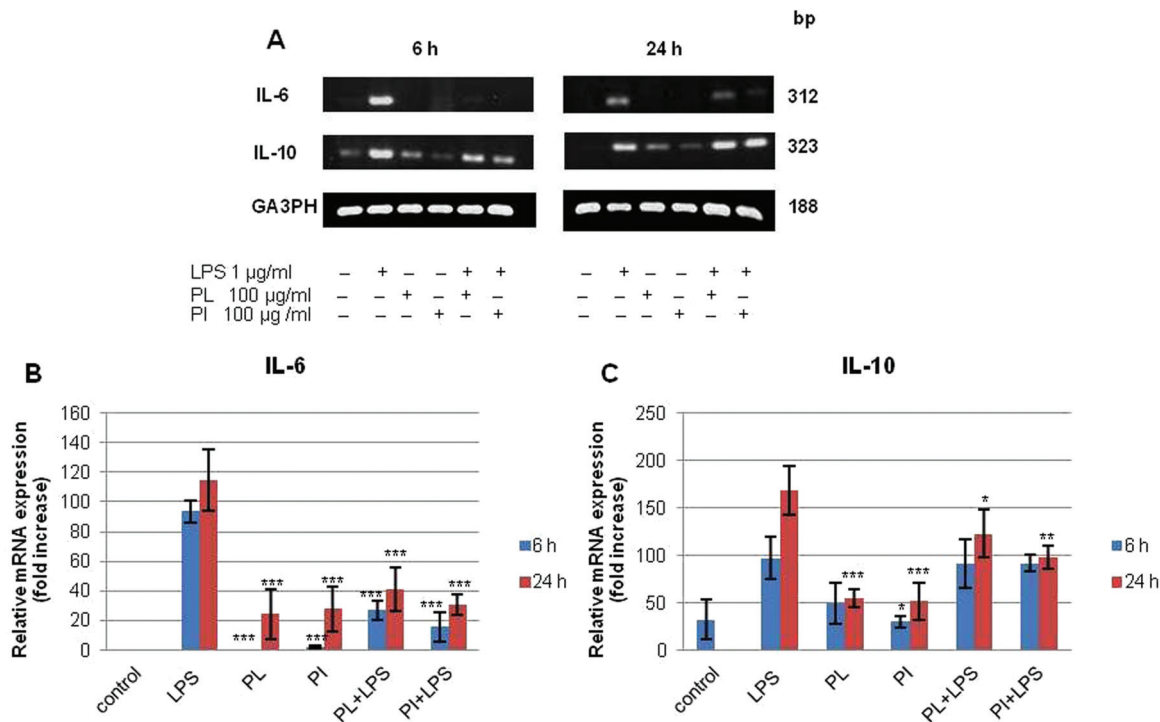 bp
A 6 h 24 h
IL-6 312
IL-10 323
GA3PH 188
LPS 1 µg/ml – + – – + + – + – – + +
PL 100 µg/ml – – + – + – – – + – + –
PI 100 µg /ml – – – + – + – – – + – +
B IL-6
Relative mRNA expression
(fold increase)
160
140
120
100
80
60
40
20
0
*** *** *** *** *** *** *** ***
control LPS PL PI PL+LPS PI+LPS
6 h
24 h
C IL-10
Relative mRNA expression
(fold increase)
250
200
150
100
50
0
*** * *** * **
control LPS PL PI PL+LPS PI+LPS
6 h
24 h